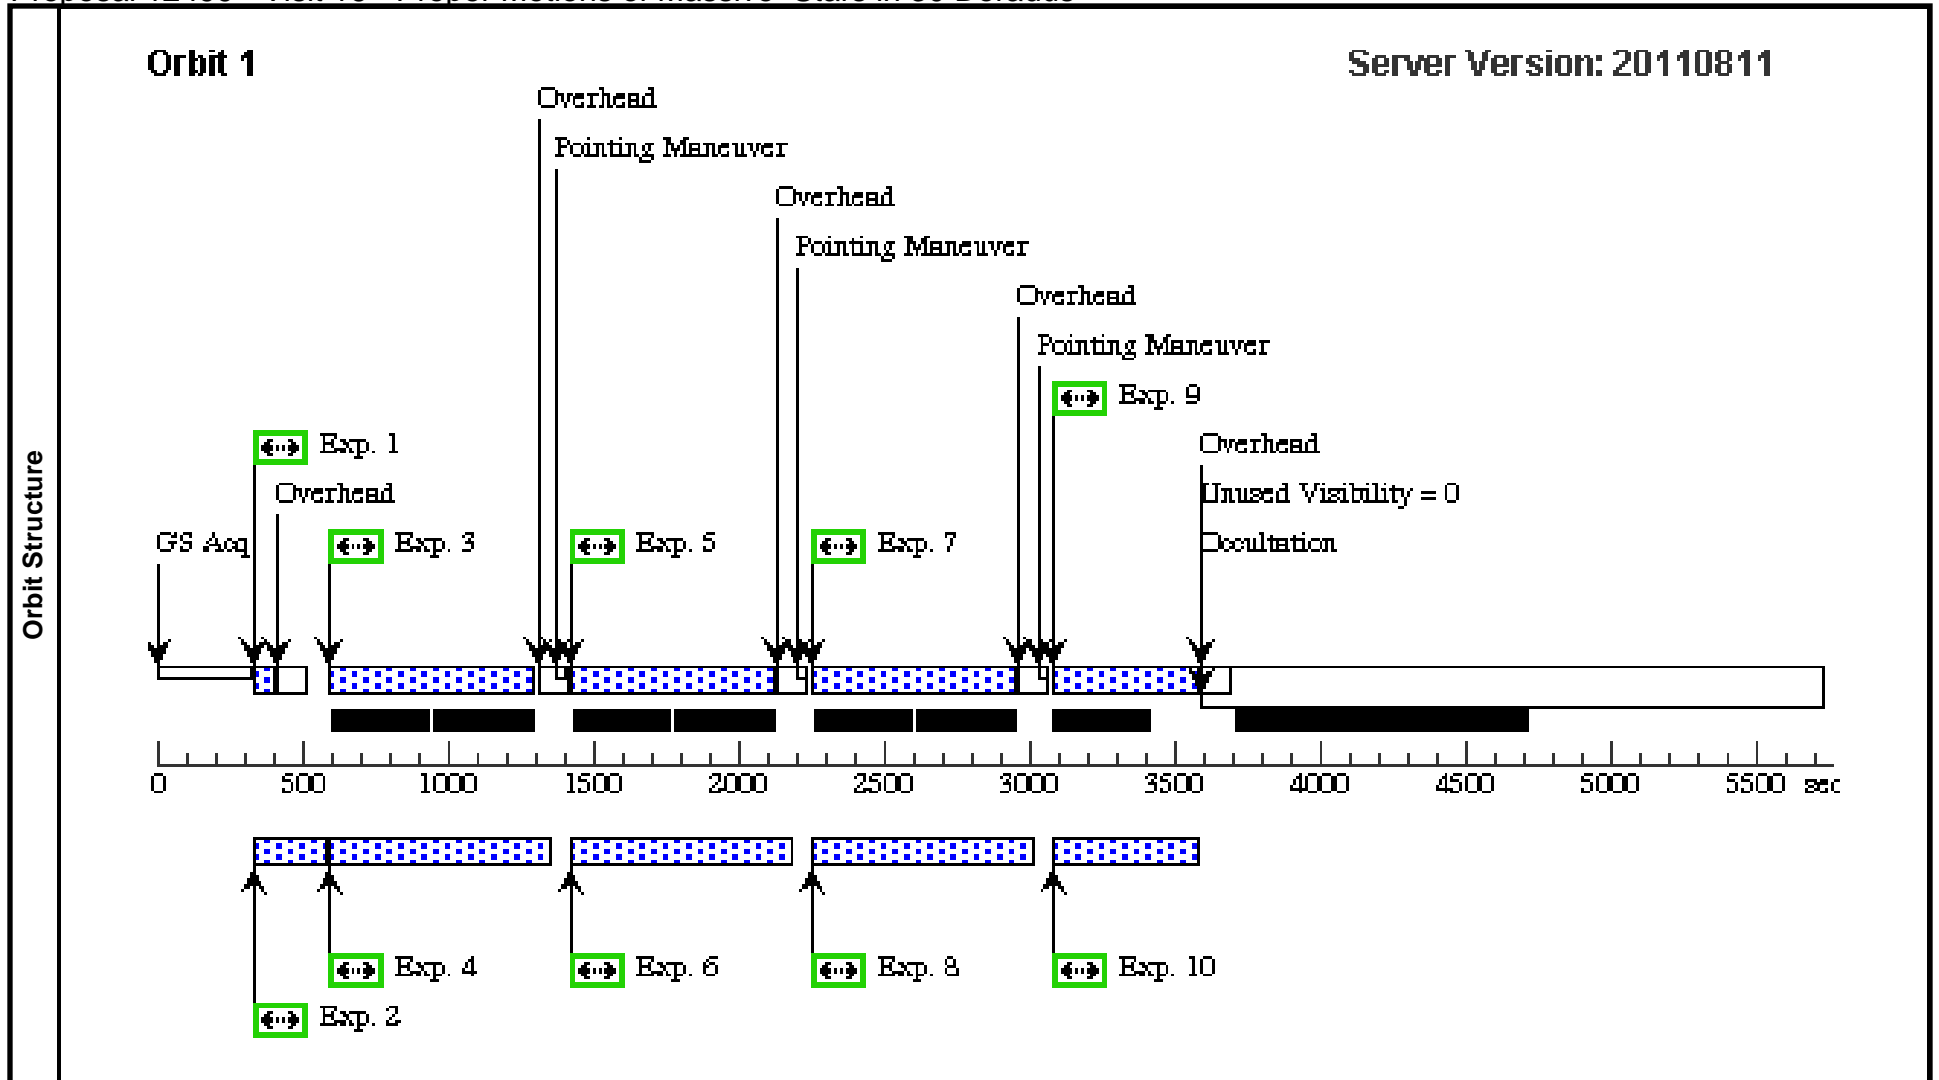 Orbit 1
Server Version: 20110811
Overhead
Pointing Maneuver
Overhead
Pointing Maneuver
Overhead
Pointing Maneuver
Exp. 9
Exp. 1
Overhead
Overhead
Unused Visibility = 0
GS Acq
Exp. 3
Exp. 5
Exp. 7
Occultation
Orbit Structure
0 500 1000 1500 2000 2500 3000 3500 4000 4500 5000 5500 sec
Exp. 4
Exp. 6
Exp. 8
Exp. 10
Exp. 2